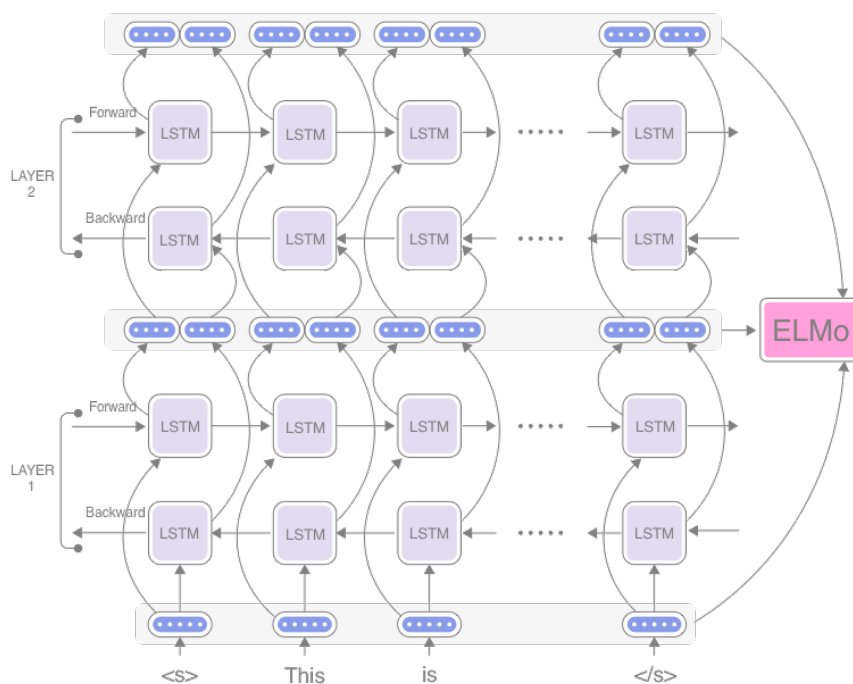 Forward
LSTM LSTM LSTM LSTM
LAYER
2
Backward
LSTM LSTM LSTM LSTM
ELMo
Forward
LSTM LSTM LSTM LSTM
LAYER
1
Backward
LSTM LSTM LSTM LSTM
<s> This is </s>